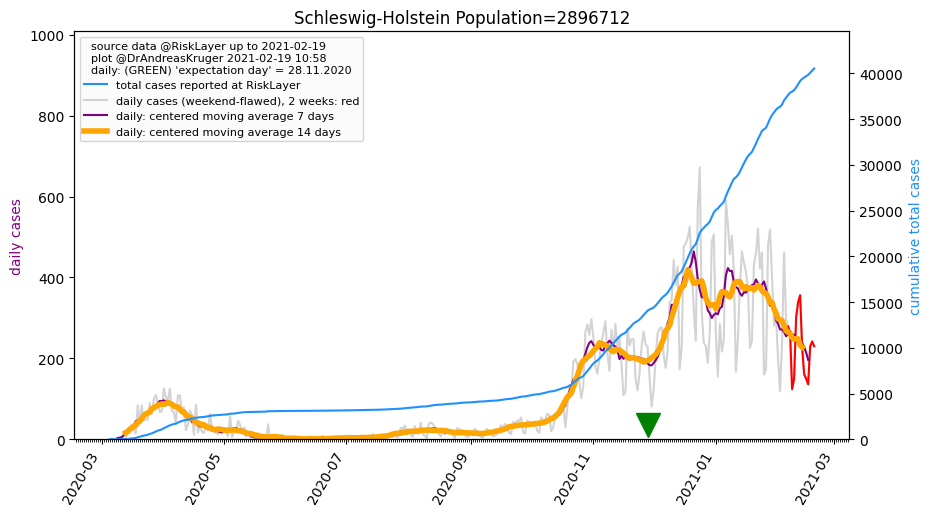 Schleswig-Holstein Population=2896712
source data @RiskLayer up to 2021-02-19
plot @DrAndreasKruger 2021-02-19 10:58
daily: (GREEN) 'expectation day' = 28.11.2020
total cases reported at RiskLayer
daily cases (weekend-flawed), 2 weeks: red
daily: centered moving average 7 days
daily: centered moving average 14 days
daily cases
1000
800
600
400
200
0
cumulative total cases
40000
35000
30000
25000
20000
15000
10000
5000
0
2020-03
2020-05
2020-07
2020-09
2020-11
2021-01
2021-03